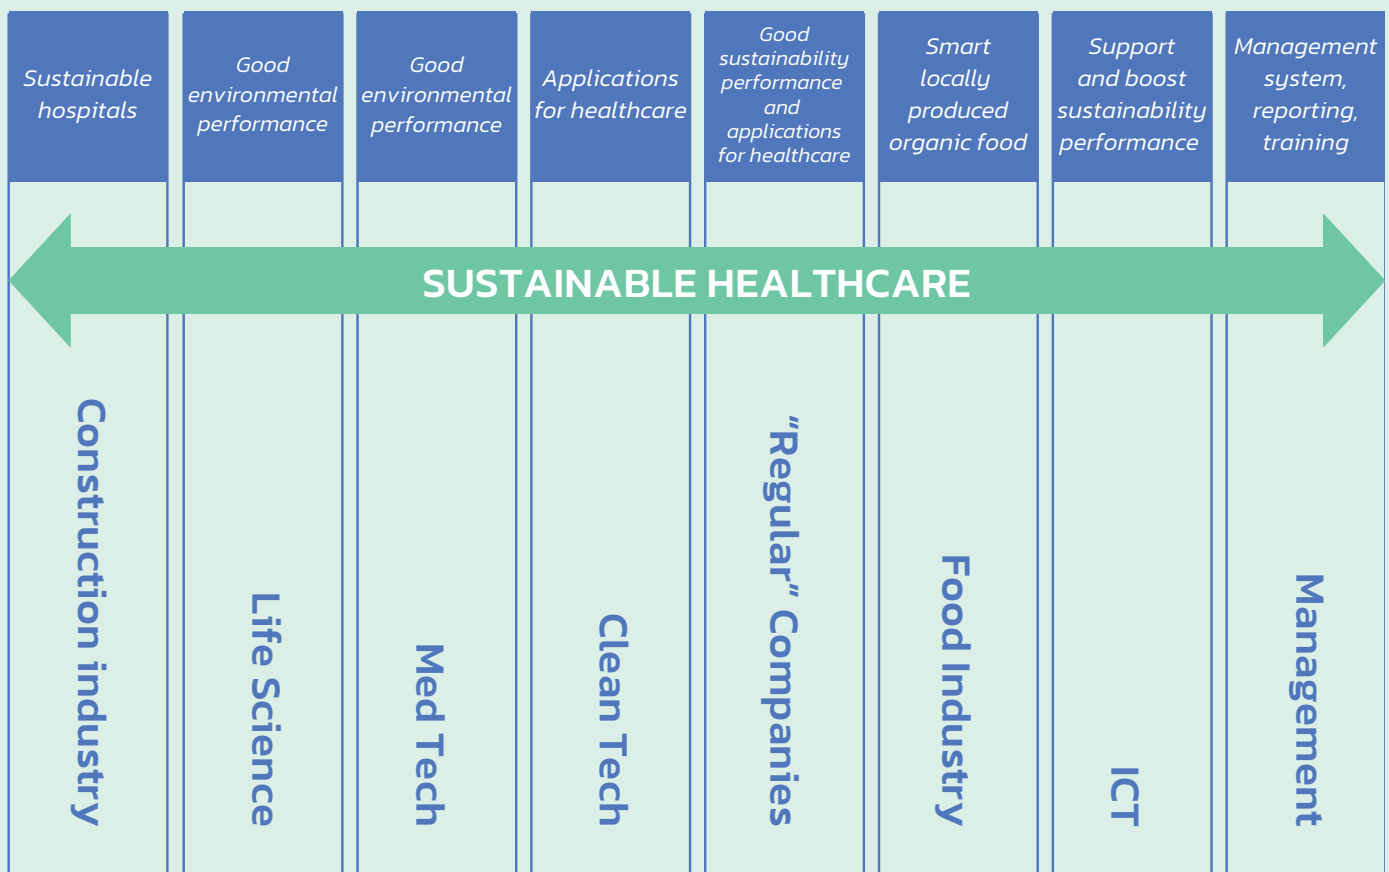 Sustainable
hospitals
Good
environmental
performance
Good
environmental
performance
Applications
for healthcare
Good
sustainability
performance
and
applications
for healthcare
Smart
locally
produced
organic food
Support
and boost
sustainability
performance
Management
system,
reporting,
training
SUSTAINABLE HEALTHCARE
Construction industry
Life Science
Med Tech
Clean Tech
“Regular” Companies
Food Industry
ICT
Management